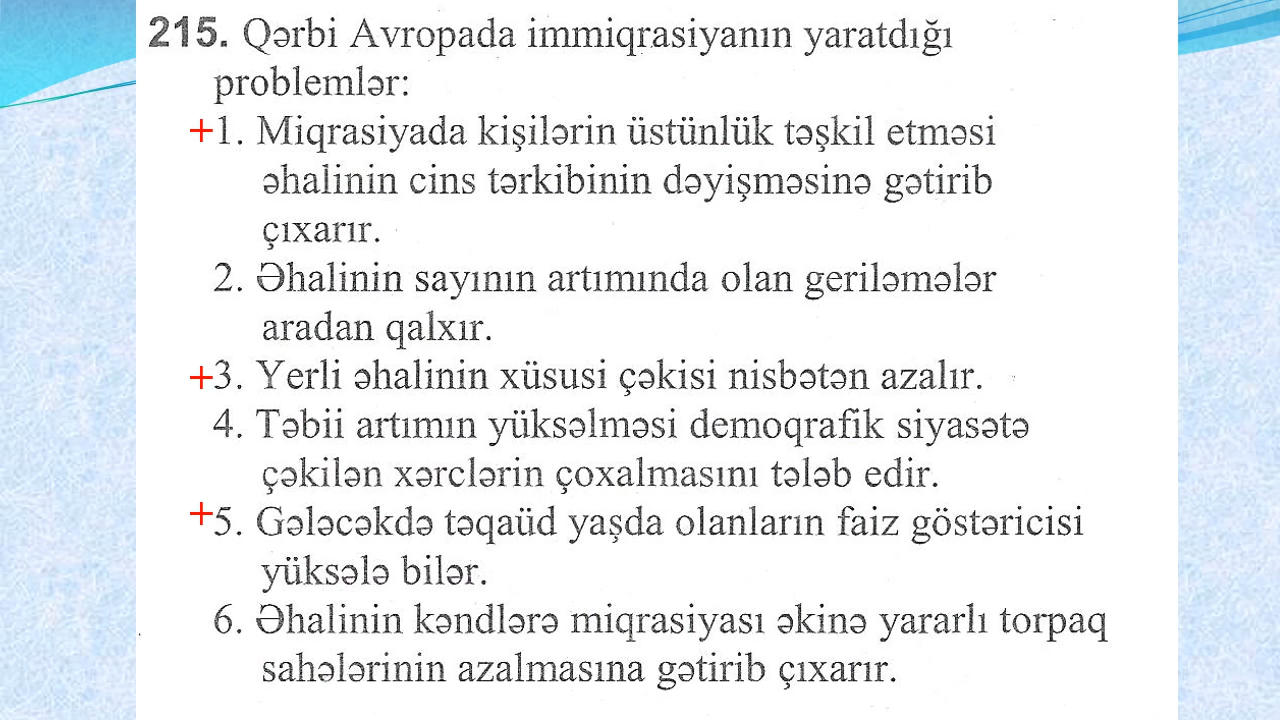 215. Qərbi Avropada immiqrasiyanın yaratdığı
problemlər:
+1. Miqrasiyada kişilərin üstünlük təşkil etməsi
əhalinin cins tərkibinin dəyişməsinə gətirib
çıxarır.
2. Əhalinin sayının artımında olan geriləmələr
aradan qalxır.
+3. Yerli əhalinin xüsusi çəkisi nisbətən azalır.
4. Təbii artımın yüksəlməsi demoqrafik siyasətə
çəkilən xərclərin çoxalmasını tələb edir.
+5. Gələcəkdə təqaüd yaşda olanların faiz göstəricisi
yüksələ bilər.
6. Əhalinin kəndlərə miqrasiyası əkinə yararlı torpaq
sahələrinin azalmasına gətirib çıxarır.